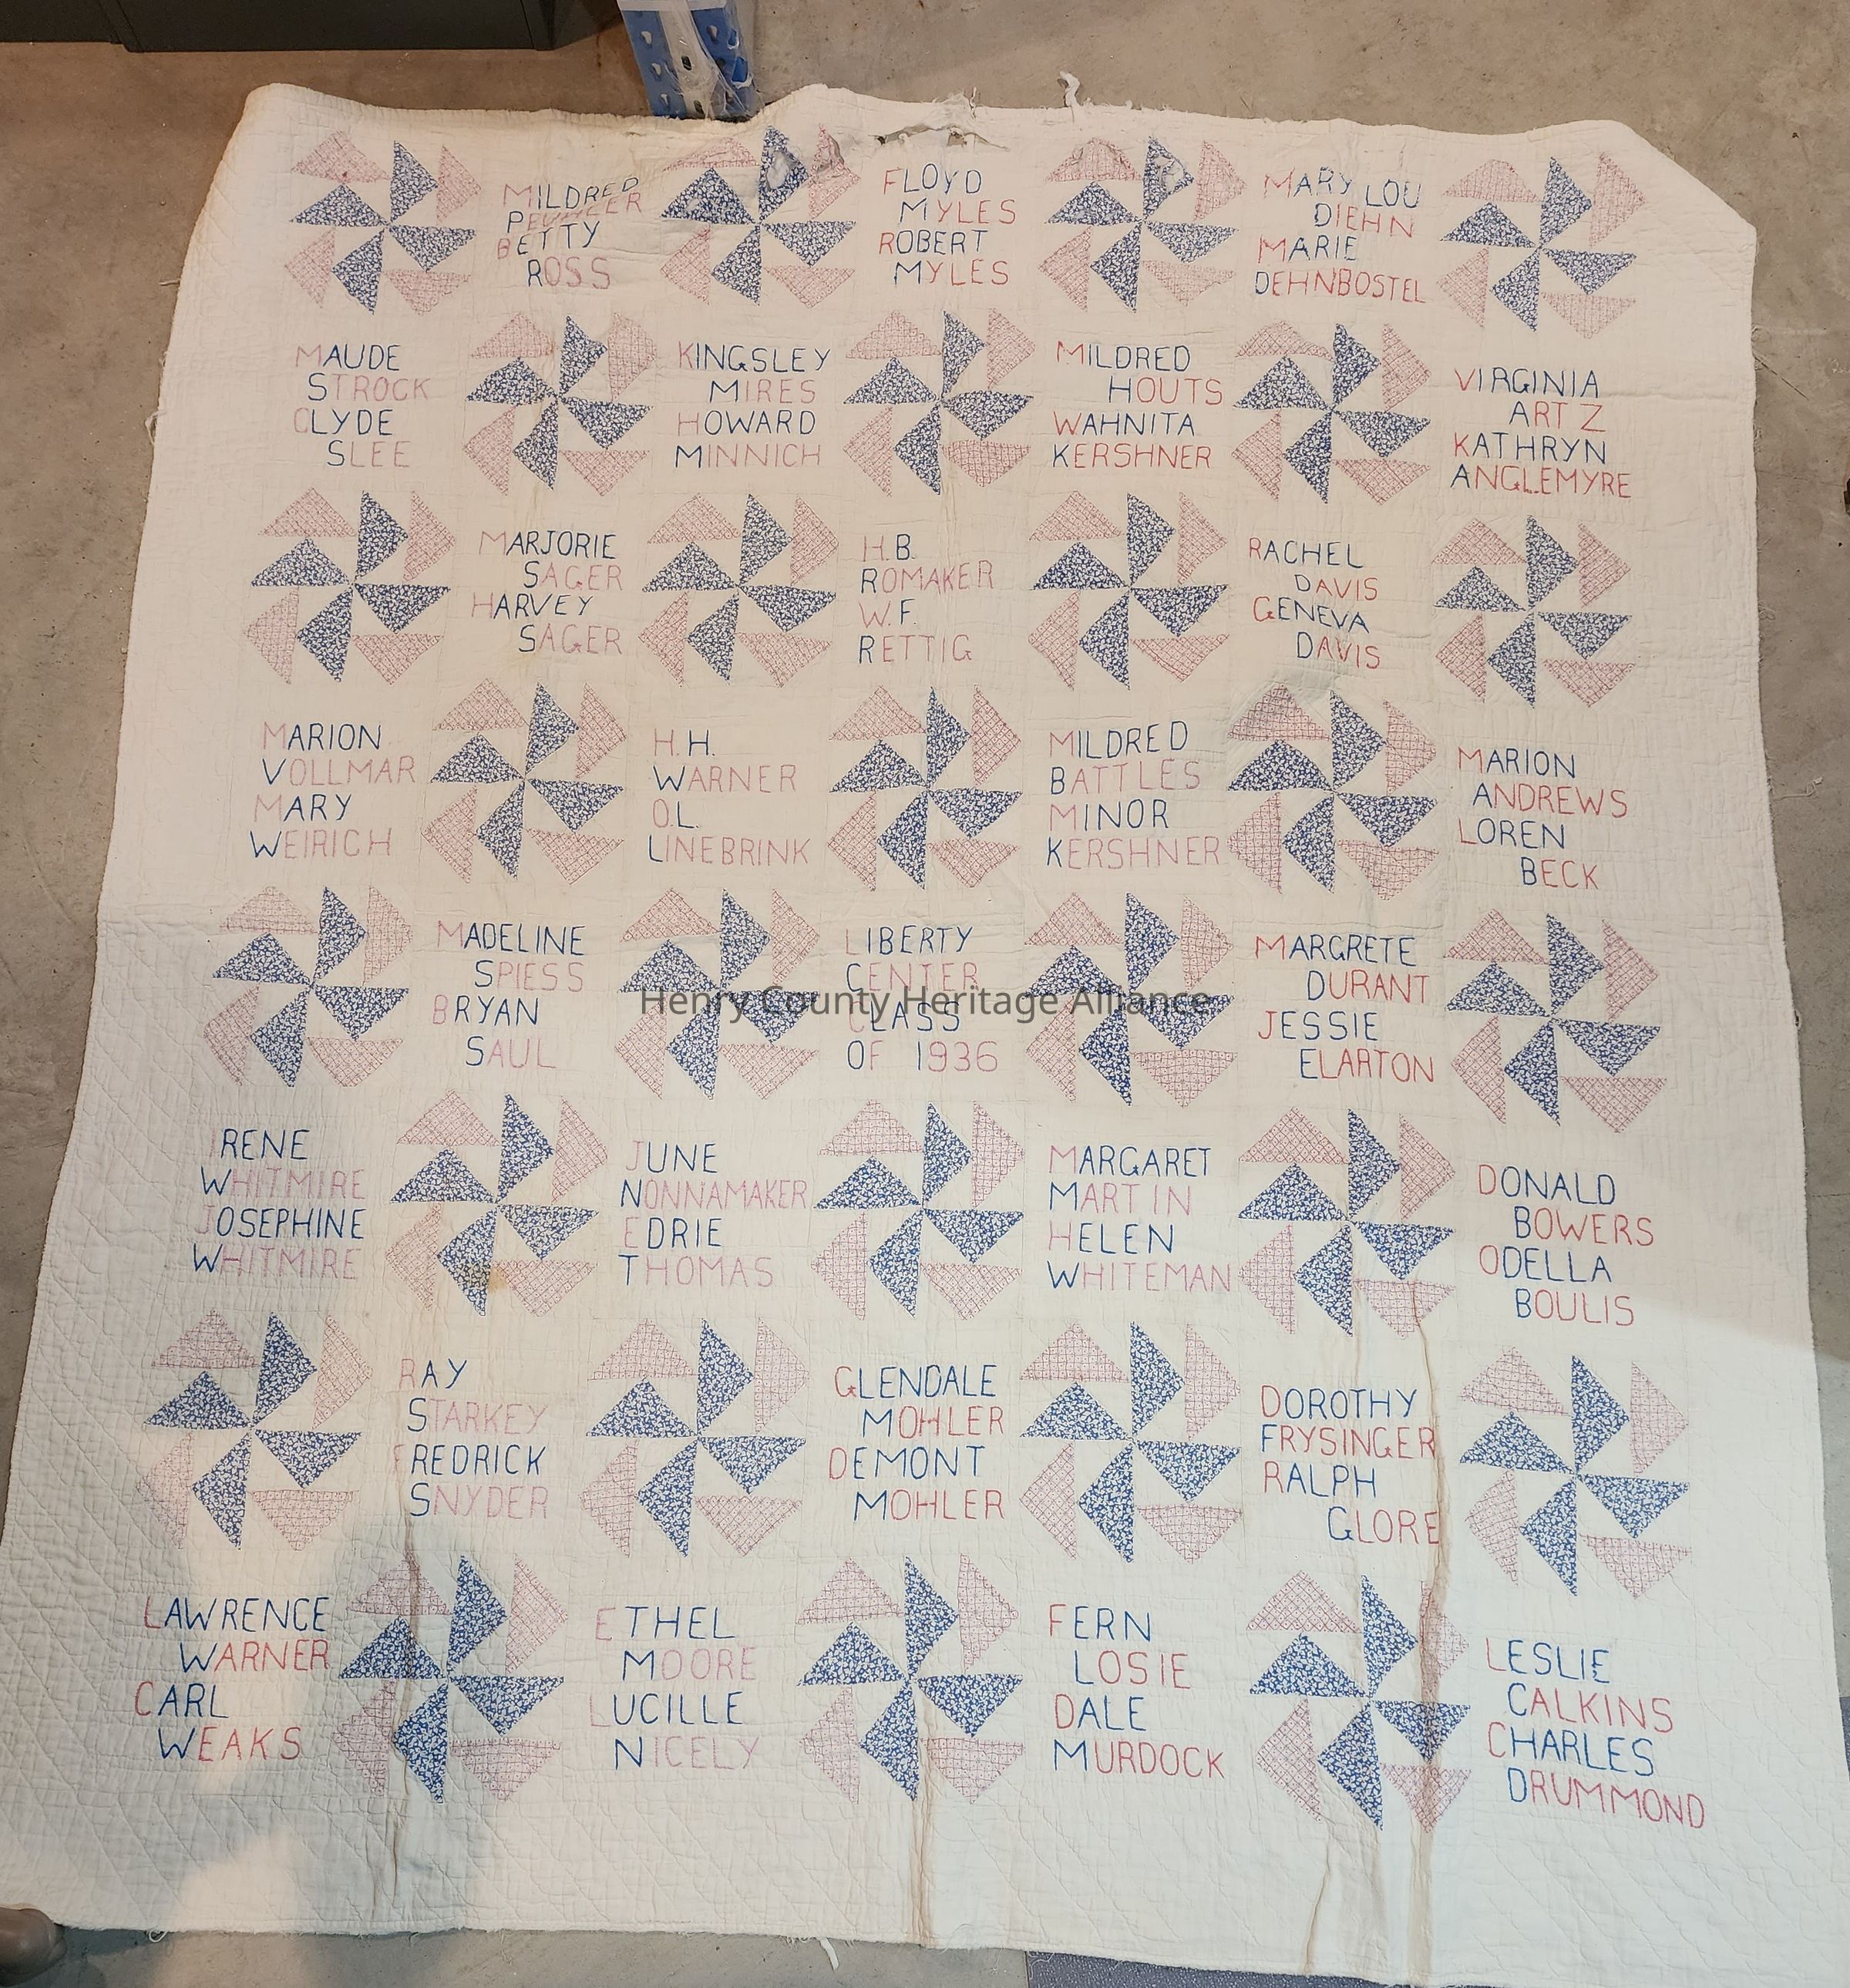 MILDRED
PEUHLER
BETTY
ROSS
FLOYD
MYLES
ROBERT
MYLES
MARY LOU
DIEHN
MARIE
DEHNBOSTEL
MAUDE
STROCK
CLYDE
SLEE
KINGSLEY
MIRES
HOWARD
MINNICH
MILDRED
HOUTS
WAHNITA
KERSHNER
VIRGINIA
ARTZ
KATHRYN
ANGLEMYRE
MARJORIE
SAGER
HARVEY
SAGER
H.B.
ROMAKER
W.F.
RETTIG
RACHEL
DAVIS
GENEVA
DAVIS
MARION
VOLLMAR
MARY
WEIRICH
H.H.
WARNER
O.L.
LINEBRINK
MILDRED
BATTLES
MINOR
KERSHNER
MARION
ANDREWS
LOREN
BECK
MADELINE
SPIESS
BRYAN
SAUL
LIBERTY
CENTER
CLASS
OF 1936
Henry County Heritage Alliance
MARGRETE
DURANT
JESSIE
ELARTON
IRENE
WHITMIRE
JOSEPHINE
WHITMIRE
JUNE
NONNAMAKER
EDRIE
THOMAS
MARGARET
MARTIN
HELEN
WHITEMAN
DONALD
BOWERS
ODELLA
BOULIS
RAY
STARKEY
FREDRICK
SNYDER
GLENDALE
MOHLER
DEMONT
MOHLER
DOROTHY
FRYSINGER
RALPH
GLORE
LAWRENCE
WARNER
CARL
WEAKS
ETHEL
MOORE
LUCILLE
NICELY
FERN
LOSIE
DALE
MURDOCK
LESLIE
CALKINS
CHARLES
DRUMMOND